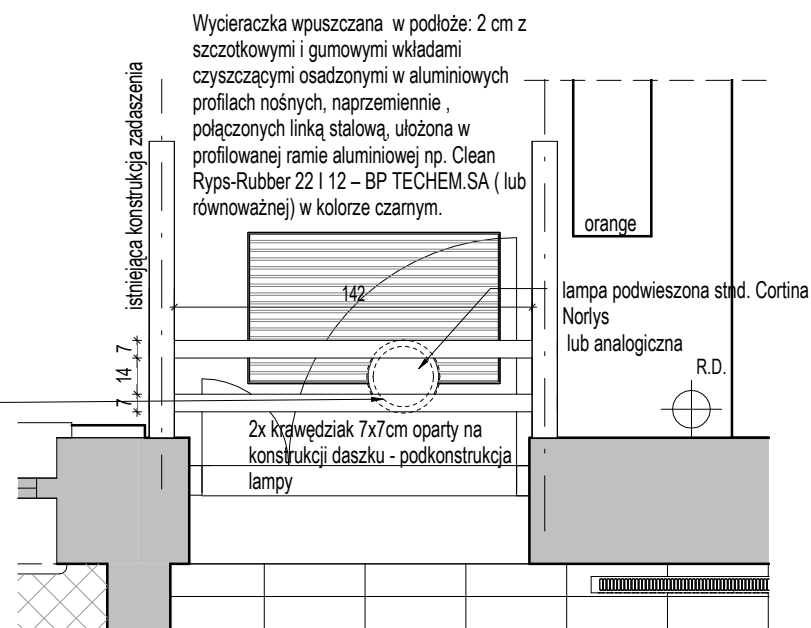 Wycieraczka wpuszczana w podłoże: 2 cm z
szczotkowymi i gumowymi wkładami
czyszczącymi osadzonymi w aluminiowych
profilach nośnych, naprzemiennie ,
połączonych linką stalową, ułożona w
profilowanej ramie aluminiowej np. Clean
Ryps-Rubber 22 I 12 – BP TECHEM.SA ( lub
równoważnej) w kolorze czarnym.
istniejąca konstrukcja zadaszenia
orange
142
lampa podwieszona stnd. Cortina
Norlys
lub analogiczna
R.D.
7
14
7
2x krawędziak 7x7cm oparty na
konstrukcji daszku - podkonstrukcja
lampy